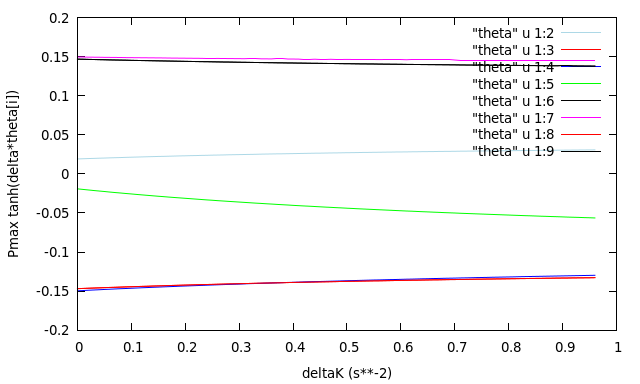 0.2
0.15
0.1
0.05
0
-0.05
-0.1
-0.15
-0.2
Pmax tanh(delta*theta[i])
"theta" u 1:2
"theta" u 1:3
"theta" u 1:4
"theta" u 1:5
"theta" u 1:6
"theta" u 1:7
"theta" u 1:8
"theta" u 1:9
0 0.1 0.2 0.3 0.4 0.5 0.6 0.7 0.8 0.9 1
deltaK (s**-2)